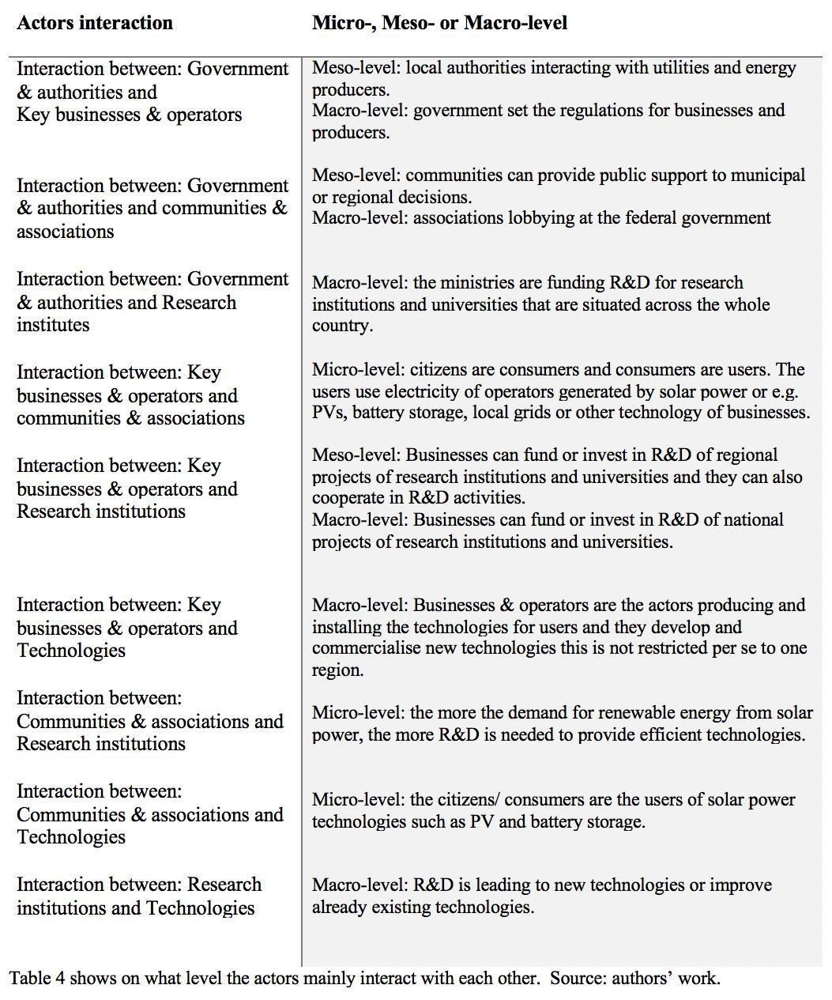 Actors interaction
Micro-, Meso- or Macro-level
Interaction between: Government
& authorities and
Key businesses & operators
Meso-level: local authorities interacting with utilities and energy
producers.
Macro-level: government set the regulations for businesses and
producers.
Interaction between: Government
& authorities and communities &
associations
Meso-level: communities can provide public support to municipal
or regional decisions.
Macro-level: associations lobbying at the federal government
Interaction between: Government
& authorities and Research
institutes
Macro-level: the ministries are funding R&D for research
institutions and universities that are situated across the whole
country.
Interaction between: Key
businesses & operators and
communities & associations
Micro-level: citizens are consumers and consumers are users. The
users use electricity of operators generated by solar power or e.g.
PVs, battery storage, local grids or other technology of businesses.
Interaction between: Key
businesses & operators and
Research institutions
Meso-level: Businesses can fund or invest in R&D of regional
projects of research institutions and universities and they can also
cooperate in R&D activities.
Macro-level: Businesses can fund or invest in R&D of national
projects of research institutions and universities.
Interaction between: Key
businesses & operators and
Technologies
Macro-level: Businesses & operators are the actors producing and
installing the technologies for users and they develop and
commercialise new technologies this is not restricted per se to one
region.
Interaction between:
Communities & associations and
Research institutions
Micro-level: the more the demand for renewable energy from solar
power, the more R&D is needed to provide efficient technologies.
Interaction between:
Communities & associations and
Technologies
Micro-level: the citizens/ consumers are the users of solar power
technologies such as PV and battery storage.
Interaction between: Research
institutions and Technologies
Macro-level: R&D is leading to new technologies or improve
already existing technologies.
Table 4 shows on what level the actors mainly interact with each other.  Source: authors’ work.